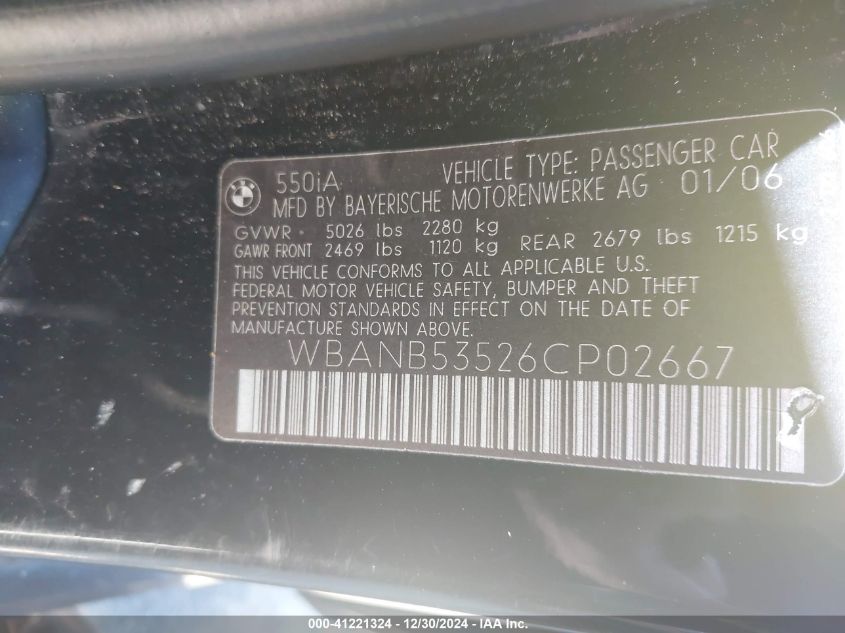 BMW
550iA VEHICLE TYPE: PASSENGER CAR
MFD BY BAYERISCHE MOTORENWERKE AG 01/06
GVWR - 5026 lbs 2280 kg
GAWR FRONT 2469 lbs 1120 kg REAR 2679 lbs 1215 kg
THIS VEHICLE CONFORMS TO ALL APPLICABLE U.S.
FEDERAL MOTOR VEHICLE SAFETY, BUMPER AND THEFT
PREVENTION STANDARDS IN EFFECT ON THE DATE OF
MANUFACTURE SHOWN ABOVE.
WBANB53526CP02667
000-41221324 - 12/30/2024 - IAA Inc.